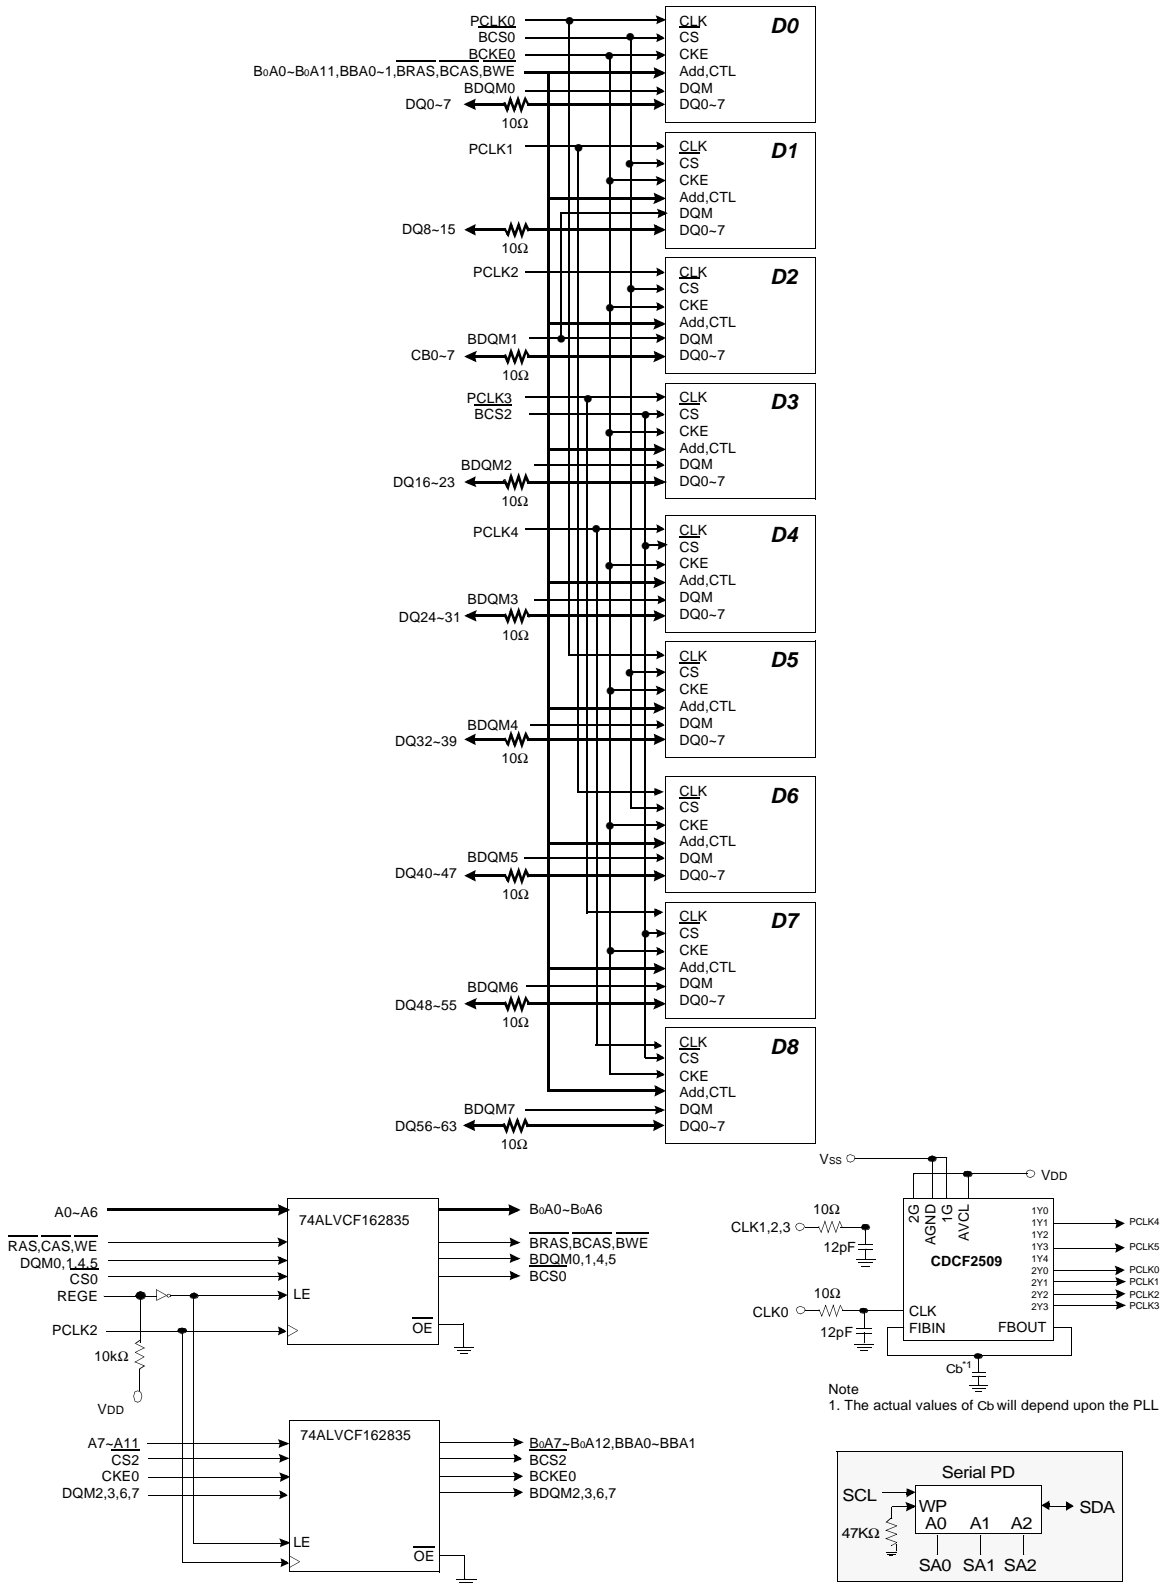 PCLK0
BCS0
BCKE0
B0A0~B0A11,BBA0~1,BRAS,BCAS,BWE
BDQM0
DQ0~7
10Ω
CLK
CS
CKE
Add,CTL
DQM
DQ0~7
D0
PCLK1
DQ8~15
10Ω
CLK
CS
CKE
Add,CTL
DQM
DQ0~7
D1
PCLK2
BDQM1
CB0~7
10Ω
CLK
CS
CKE
Add,CTL
DQM
DQ0~7
D2
PCLK3
BCS2
BDQM2
DQ16~23
10Ω
CLK
CS
CKE
Add,CTL
DQM
DQ0~7
D3
PCLK4
BDQM3
DQ24~31
10Ω
CLK
CS
CKE
Add,CTL
DQM
DQ0~7
D4
BDQM4
DQ32~39
10Ω
CLK
CS
CKE
Add,CTL
DQM
DQ0~7
D5
BDQM5
DQ40~47
10Ω
CLK
CS
CKE
Add,CTL
DQM
DQ0~7
D6
BDQM6
DQ48~55
10Ω
CLK
CS
CKE
Add,CTL
DQM
DQ0~7
D7
BDQM7
DQ56~63
10Ω
CLK
CS
CKE
Add,CTL
DQM
DQ0~7
D8
A0~A6
RAS,CAS,WE
DQM0,1,4,5
CS0
REGE
PCLK2
10kΩ
VDD
74ALVCF162835
LE
OE
B0A0~B0A6
BRAS,BCAS,BWE
BDQM0,1,4,5
BCS0
A7~A11
CS2
CKE0
DQM2,3,6,7
74ALVCF162835
LE
OE
B0A7~B0A12,BBA0~BBA1
BCS2
BCKE0
BDQM2,3,6,7
VSS
VDD
CLK1,2,3
10Ω
12pF
CLK0
10Ω
12pF
2G
AGND
1G
AVCL
CDCF2509
CLK
FIBIN
FBOUT
1Y0
1Y1
1Y2
1Y3
1Y4
2Y0
2Y1
2Y2
2Y3
PCLK4
PCLK5
PCLK0
PCLK1
PCLK2
PCLK3
Cb*1
Note
1. The actual values of Cb will depend upon the PLL
Serial PD
SCL
WP
SDA
47KΩ
A0 A1 A2
SA0 SA1 SA2